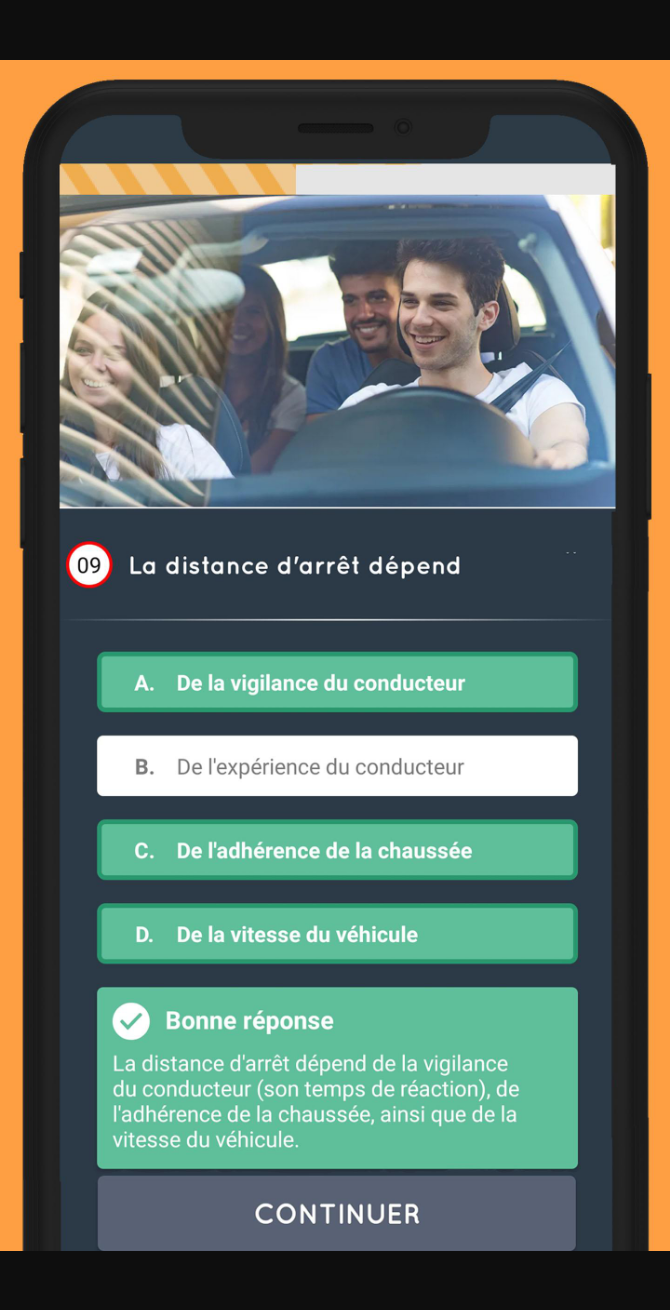 09 La distance d'arrêt dépend
A. De la vigilance du conducteur
B. De l'expérience du conducteur
C. De l'adhérence de la chaussée
D. De la vitesse du véhicule
Bonne réponse
La distance d'arrêt dépend de la vigilance
du conducteur (son temps de réaction), de
l'adhérence de la chaussée, ainsi que de la
vitesse du véhicule.
CONTINUER